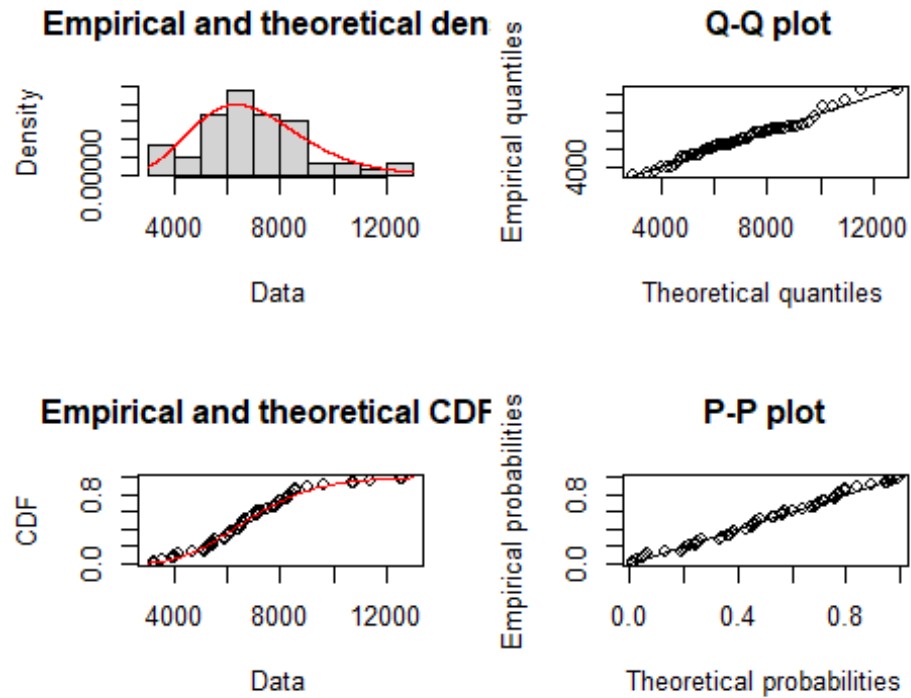 Empirical and theoretical den
Density
0.00000
4000 8000 12000
Data
Q-Q plot
Empirical quantiles
4000
4000 8000 12000
Theoretical quantiles
Empirical and theoretical CDF
CDF
0.0 0.8
4000 8000 12000
Data
P-P plot
Empirical probabilities
0.0 0.8
0.0 0.4 0.8
Theoretical probabilities